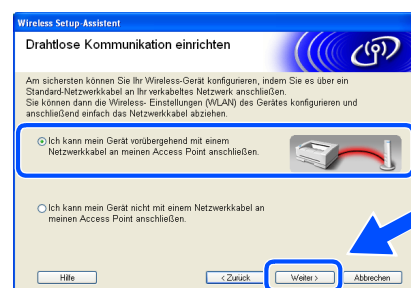 Wireless Setup-Assistent
Drahtlose Kommunikation einrichten
Am sichersten können Sie Ihr Wireless-Gerät konfigurieren, indem Sie es über ein
Standard-Netzwerkkabel an Ihr verkabeltes Netzwerk anschließen.
Sie können dann die Wireless- Einstellungen (WLAN) des Gerätes konfigurieren und
anschließend einfach das Netzwerkkabel abziehen.
Ich kann mein Gerät vorübergehend mit einem
Netzwerkkabel an meinen Access Point anschließen.
Ich kann mein Gerät nicht mit einem Netzwerkkabel an
meinen Access Point anschließen.
Hilfe
< Zurück
Weiter >
Abbrechen